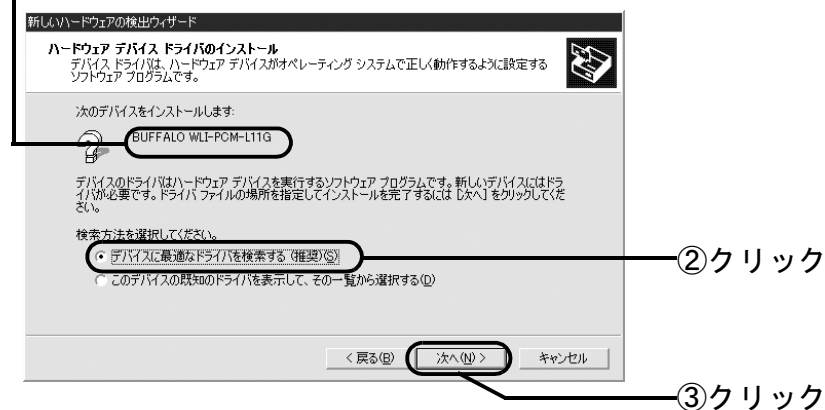 新しいハードウェアの検出ウィザード
ハードウェア デバイス ドライバのインストール
デバイス ドライバは、ハードウェア デバイスがオペレーティング システムで正しく動作するように設定する
ソフトウェア プログラムです。
次のデバイスをインストールします:
BUFFALO WLI-PCM-L11G
デバイスのドライバはハードウェア デバイスを実行するソフトウェア プログラムです。新しいデバイスにはドラ
イバが必要です。ドライバ ファイルの場所を指定してインストールを完了するには [次へ] をクリックしてくだ
さい。
検索方法を選択してください。
デバイスに最適なドライバを検索する (推奨)(S)
②クリック
このデバイスの既知のドライバを表示して、その一覧から選択する(D)
< 戻る(B)
次へ(N) >
キャンセル
③クリック